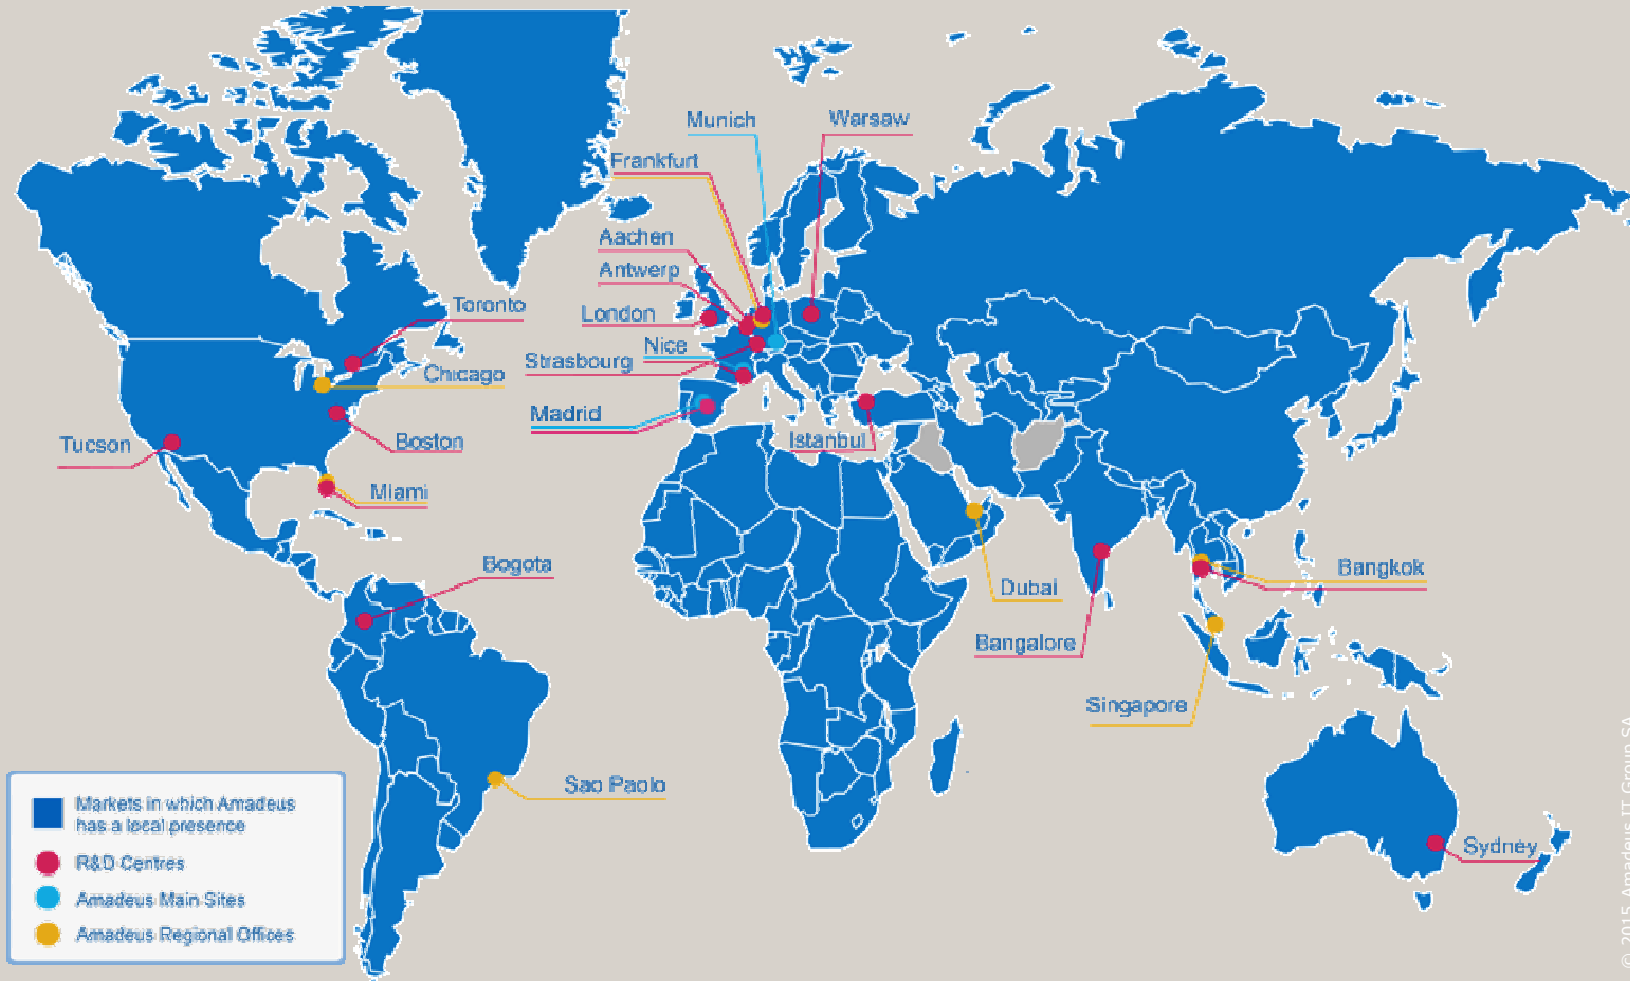 Munich
Warsaw
Frankfurt
Aachen
Antwerp
London
Toronto
Nice
Strasbourg
Chicago
Madrid
Istanbul
Boston
Tucson
Miami
Bogota
Bangkok
Dubai
Bangalore
Singapore
Sao Paolo
Sydney
Markets in which Amadeus
has a local presence
R&D Centres
Amadeus Main Sites
Amadeus Regional Offices
© 2015 Amadeus IT Group SA